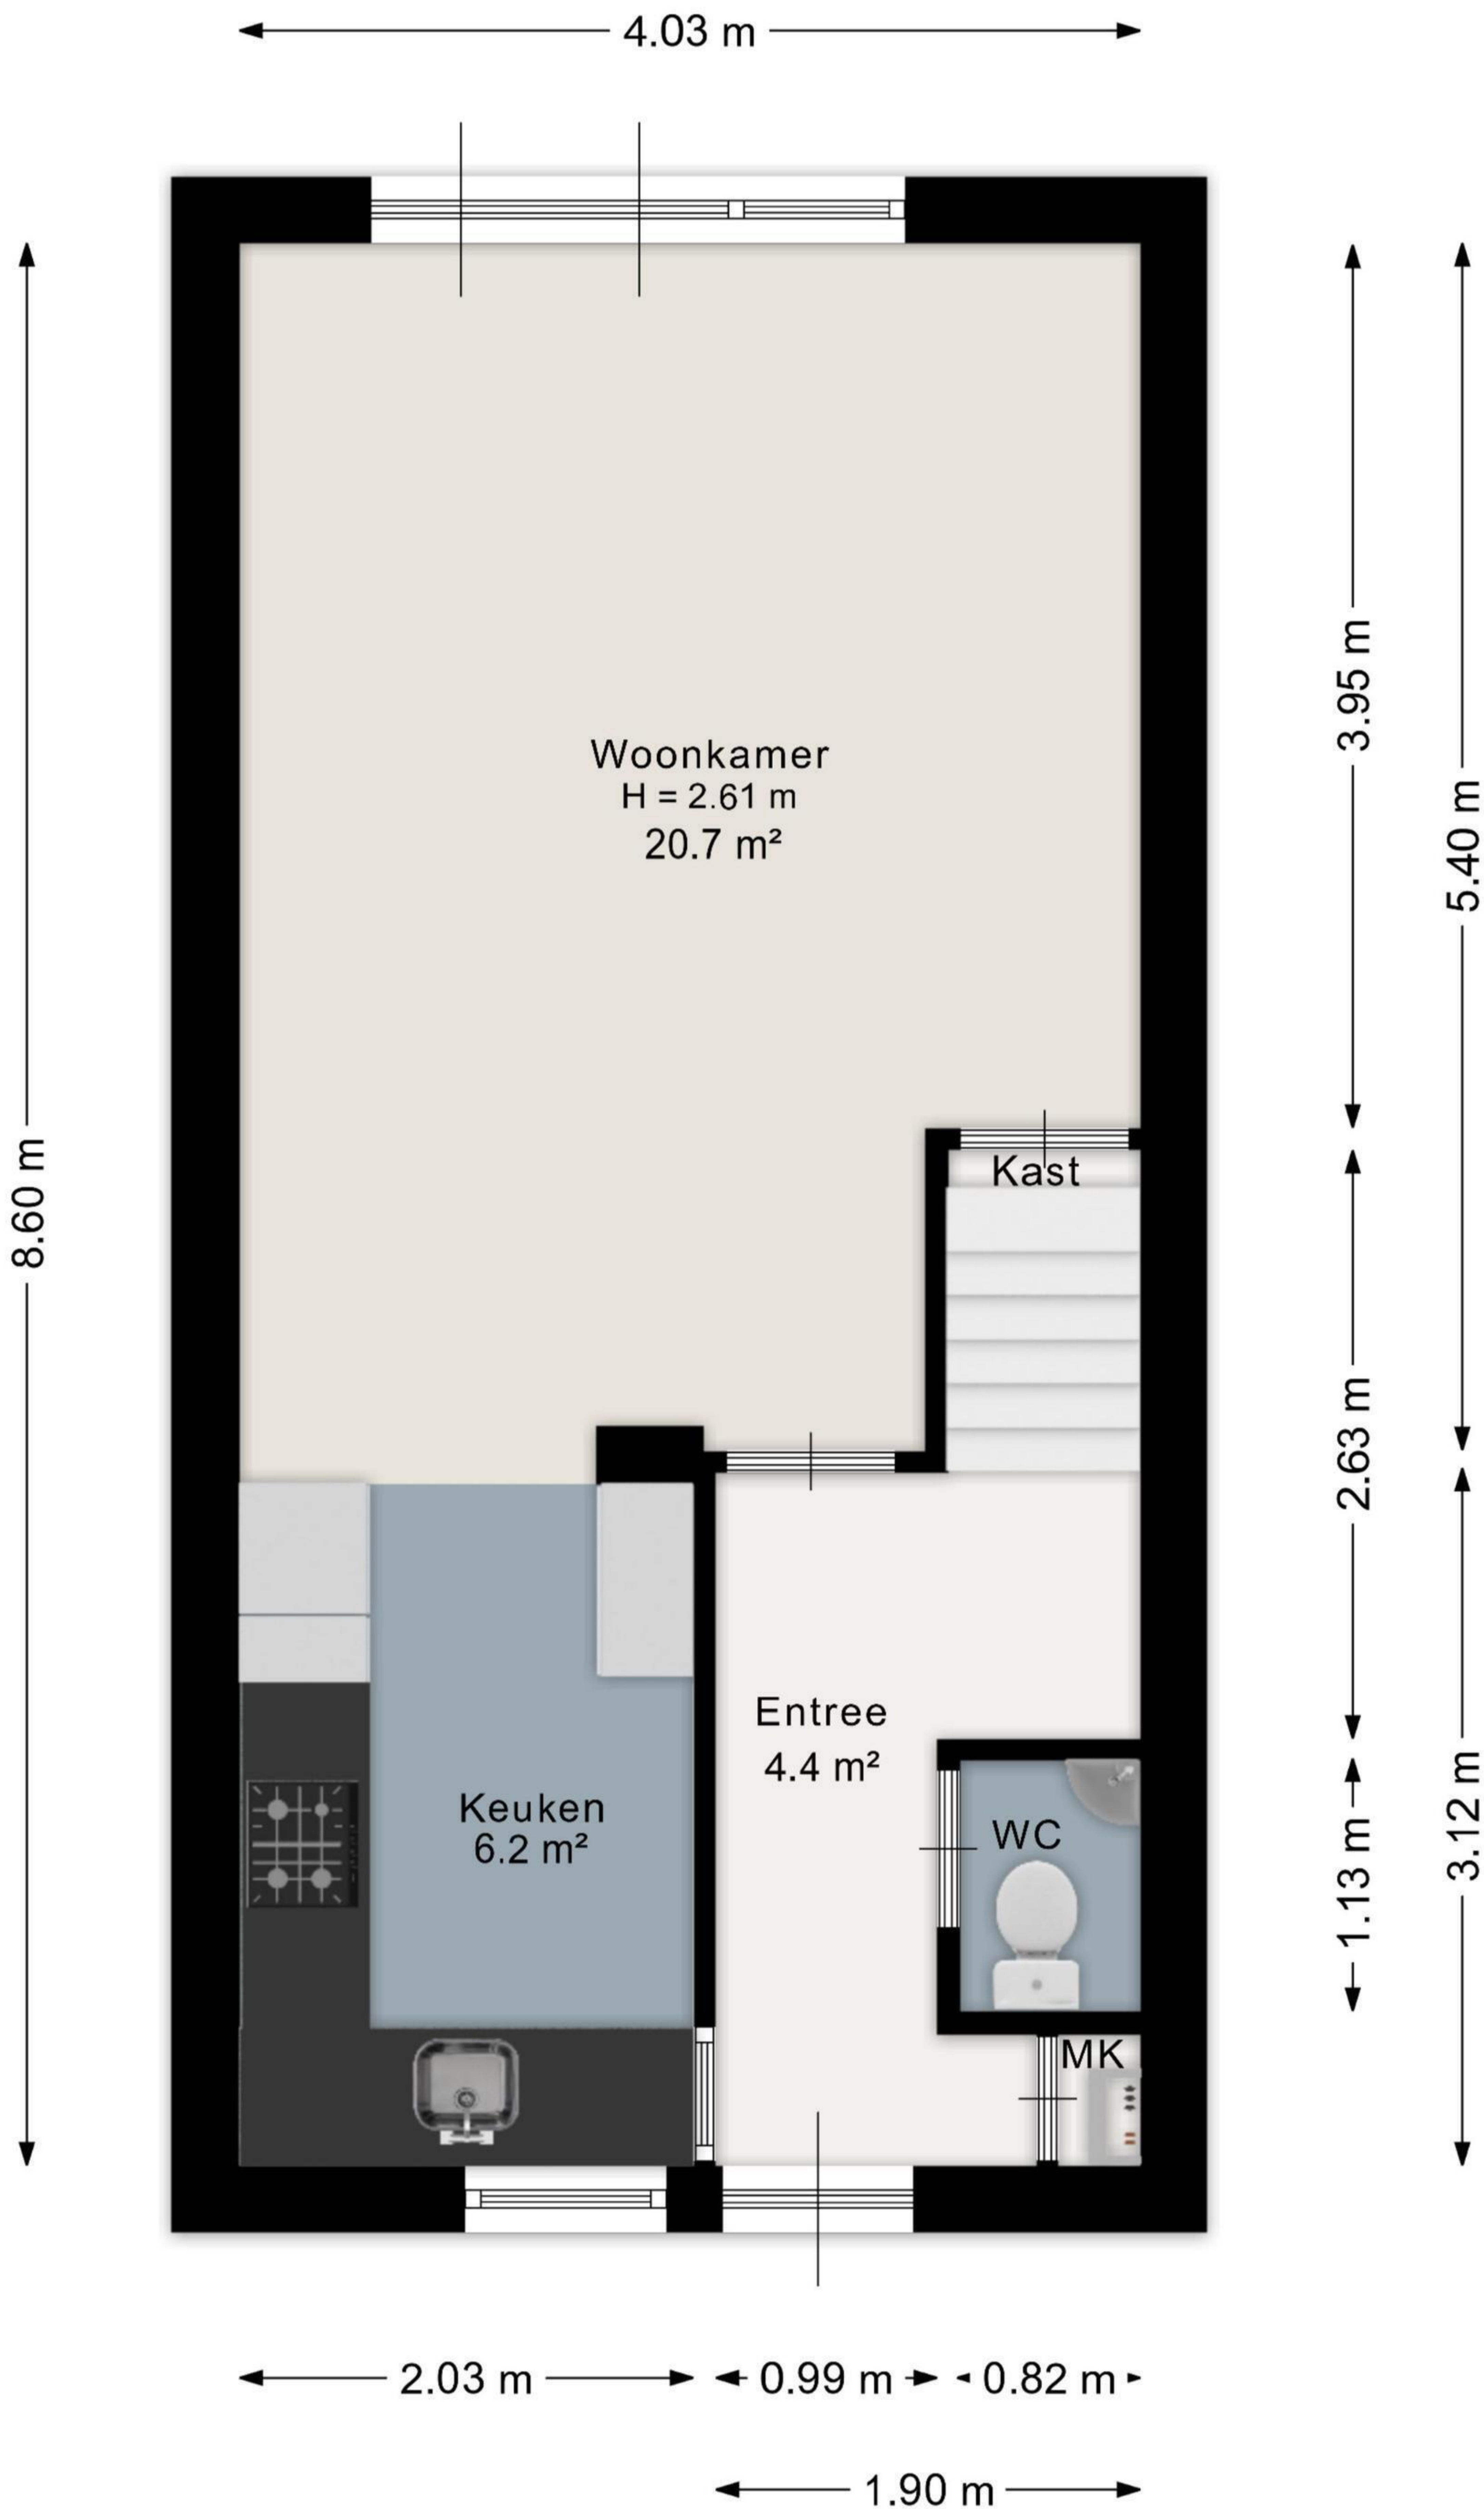 4.03 m
Woonkamer
H = 2.61 m
20.7 m²
3.95 m
5.40 m
8.60 m
Kast
2.63 m
Entree
4.4 m²
Keuken
6.2 m²
WC
1.13 m
3.12 m
MK
2.03 m
0.99 m
0.82 m
1.90 m